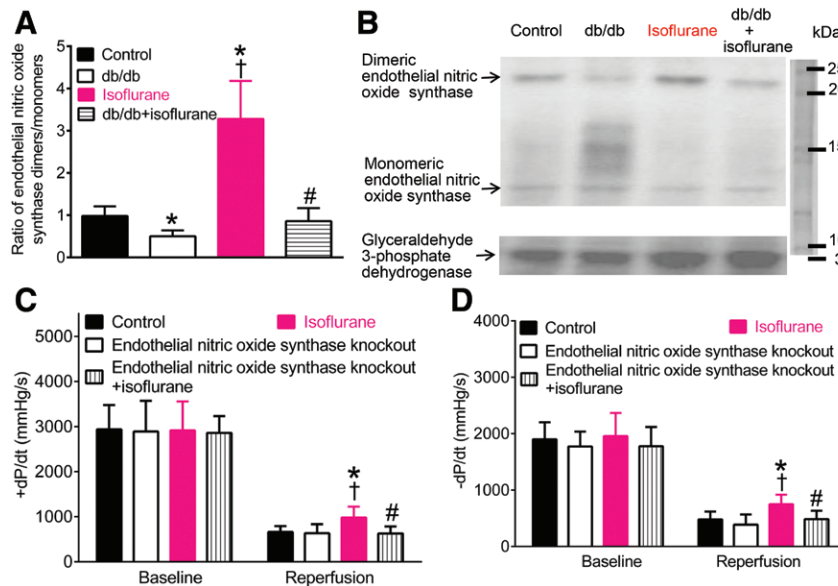 A
Ratio of endothelial nitric oxide
synthase dimers/monomers
5
4
3
2
1
0
Control
db/db
Isoflurane
db/db+isoflurane
*
*
†
#
B
Control
db/db
Isoflurane
db/db
+
isoflurane
kDa
Dimeric
endothelial nitric
oxide synthase
Monomeric
endothelial nitric
oxide synthase
Glyceraldehyde
3-phosphate
dehydrogenase
25
15
10
C
Control
Isoflurane
Endothelial nitric oxide synthase knockout
Endothelial nitric oxide synthase knockout
+isoflurane
+dP/dt (mmHg/s)
5000
4000
3000
2000
1000
0
*
†
#
Baseline
Reperfusion
D
Control
Isoflurane
Endothelial nitric oxide synthase knockout
Endothelial nitric oxide synthase knockout
+isoflurane
-dP/dt (mmHg/s)
4000
3000
2000
1000
0
*
†
#
Baseline
Reperfusion